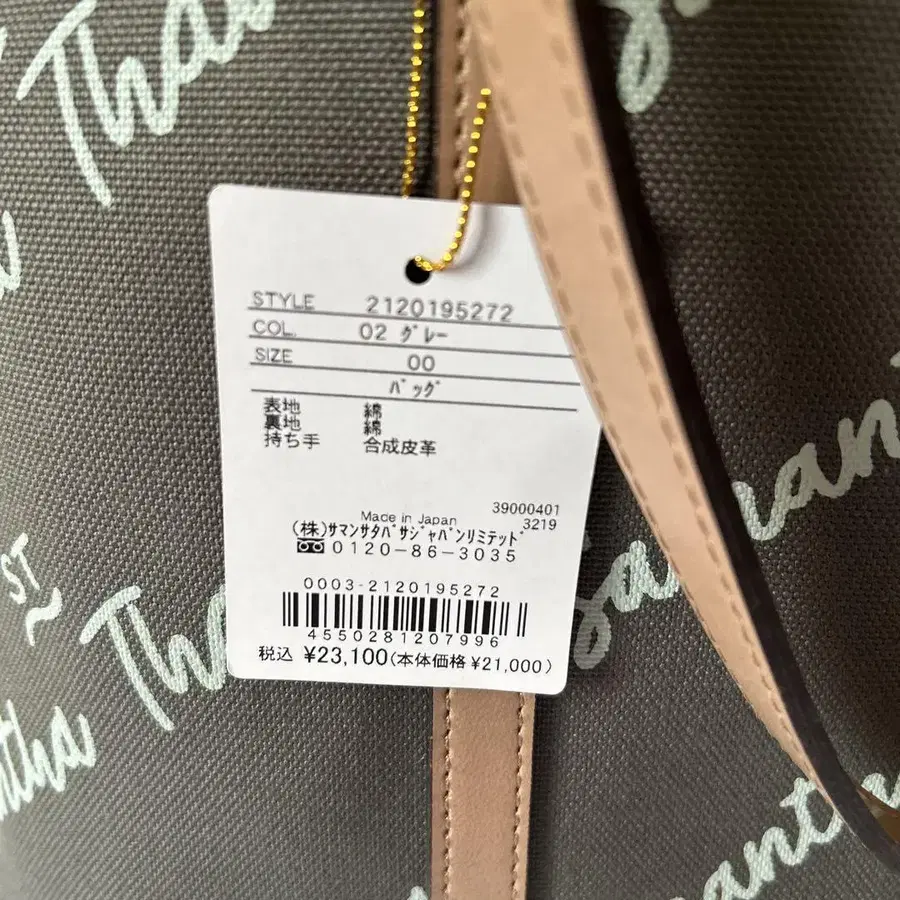 Tha
STYLE 2120195272
COL. 02 グレー
SIZE 00
バッグ
表地 綿
裏地 綿
持ち手 合成皮革
39000401
Made in Japan 3219
(株)サマンサタバサジャパンリミテッド
0120-86-3035
0003-2120195272
4550281207996
税込 ¥23,100(本体価格 ¥21,000)
ST